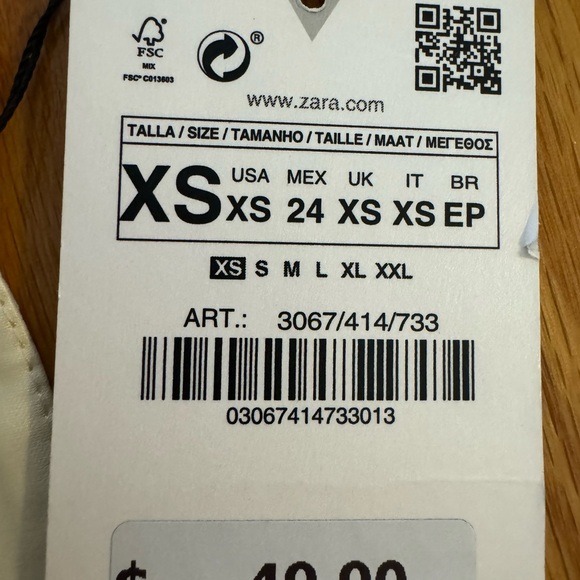 FSC
MIX
FSC® C013603
®
www.zara.com
TALLA / SIZE / TAMANHO / TAILLE / MAAT / ΜΕΓΕΘΟΣ
XS
USA MEX UK IT BR
XS 24 XS XS EP
XS S M L XL XXL
ART.: 3067/414/733
03067414733013